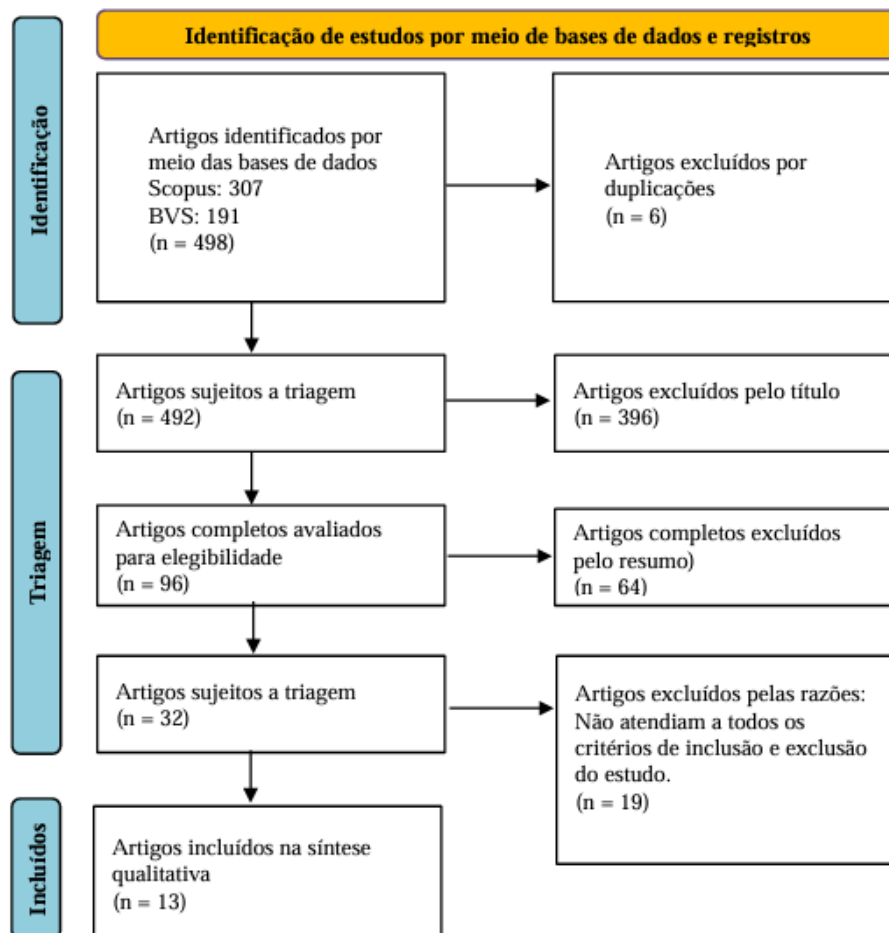 Identificação de estudos por meio de bases de dados e registros
Identificação
Artigos identificados por
meio das bases de dados
Scopus: 307
BVS: 191
(n = 498)
Artigos excluídos por
duplicações
(n = 6)
Triagem
Artigos sujeitos a triagem
(n = 492)
Artigos excluídos pelo título
(n = 396)
Artigos completos avaliados
para elegibilidade
(n = 96)
Artigos completos excluídos
pelo resumo)
(n = 64)
Artigos sujeitos a triagem
(n = 32)
Artigos excluídos pelas razões:
Não atendiam a todos os
critérios de inclusão e exclusão
do estudo.
(n = 19)
Incluídos
Artigos incluídos na síntese
qualitativa
(n = 13)